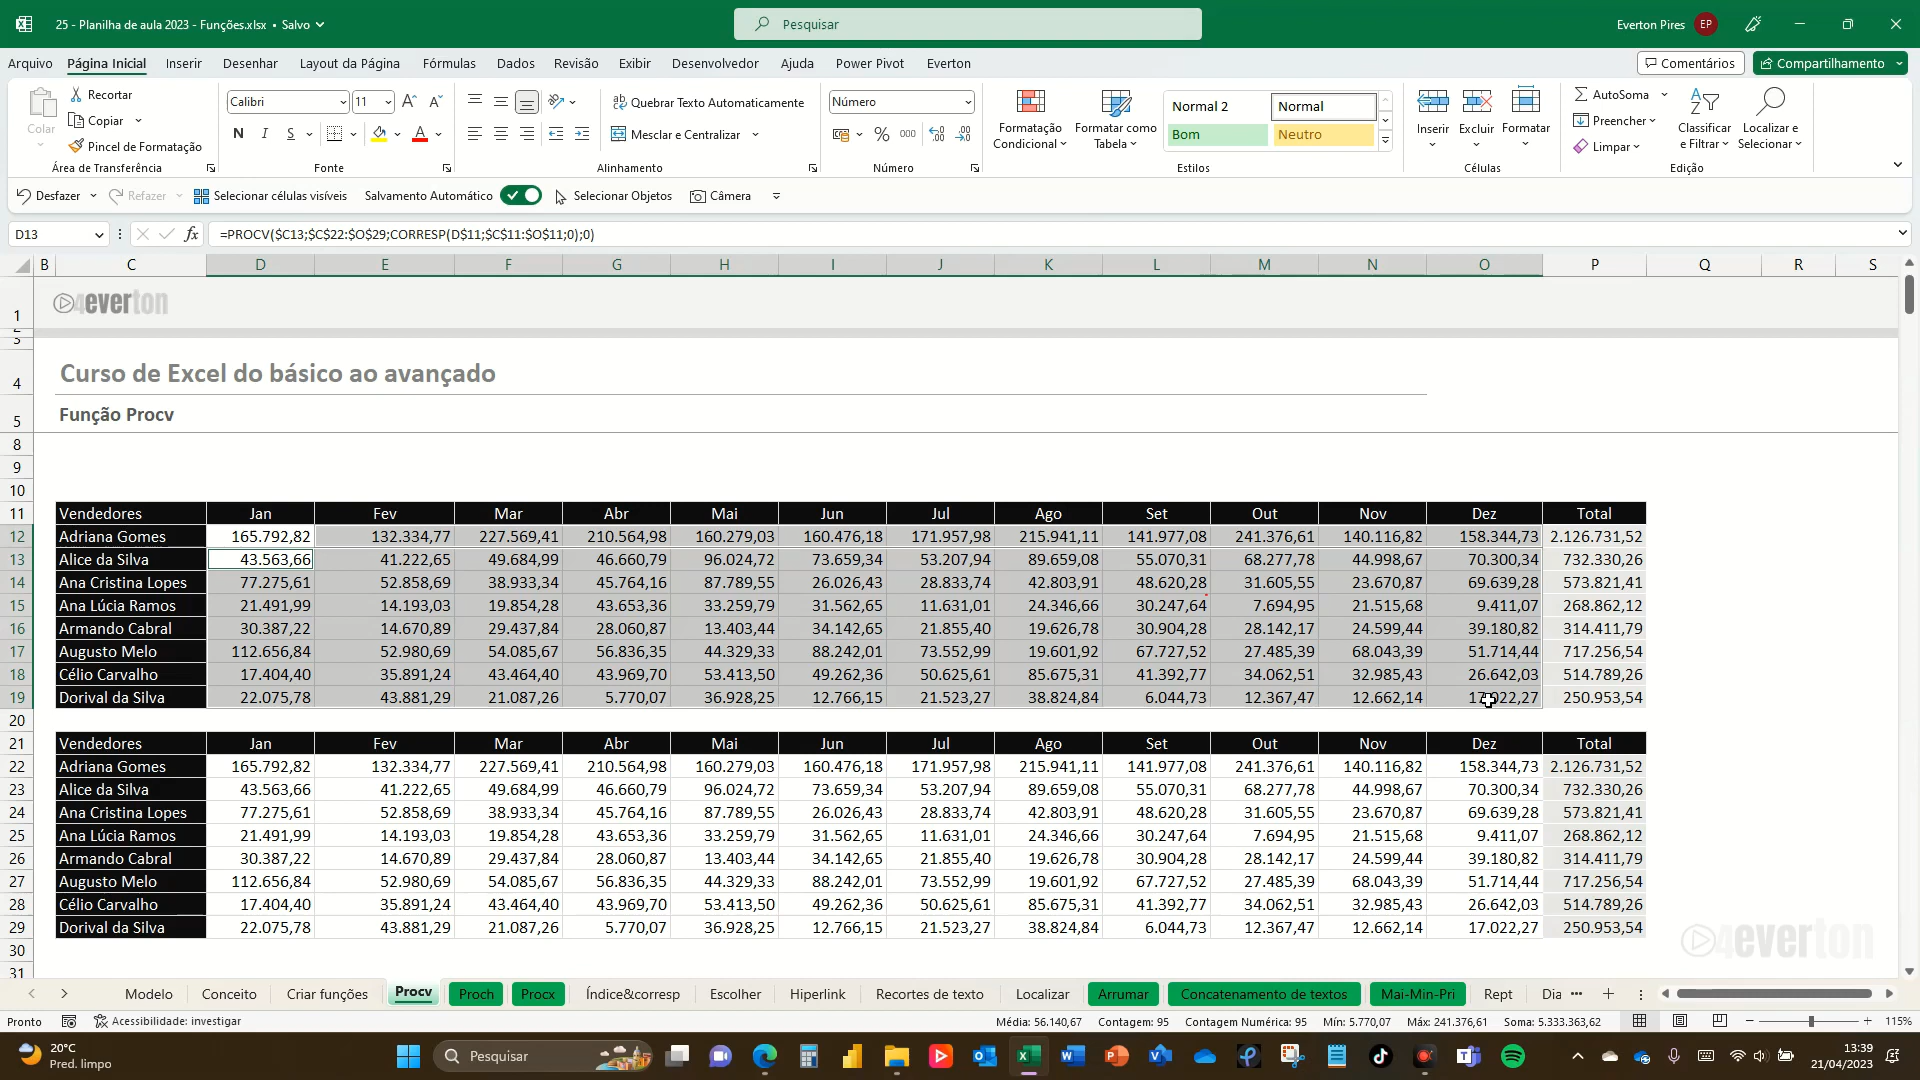 25 - Planilha de aula 2023 - Funções.xlsx • Salvo
Pesquisar
Everton Pires EP
Arquivo Página Inicial Inserir Desenhar Layout da Página Fórmulas Dados Revisão Exibir Desenvolvedor Ajuda Power Pivot Everton
Comentários Compartilhamento
Colar
Recortar
Copiar
Pincel de Formatação
Área de Transferência
Calibri 11
N I S
Fonte
Quebrar Texto Automaticamente
Mesclar e Centralizar
Alinhamento
Número
% 000
Número
Formatação Condicional
Formatar como Tabela
Normal 2 Normal
Bom Neutro
Estilos
Inserir Excluir Formatar
Células
AutoSoma
Preencher
Limpar
Classificar e Filtrar
Localizar e Selecionar
Edição
Desfazer Refazer Selecionar células visíveis Salvamento Automático Selecionar Objetos Câmera
D13 fx =PROCV($C13;$C$22:$O$29;CORRESP(D$11;$C$11:$O$11;0);0)
B C D E F G H I J K L M N O P Q R S
1 4everton
2
3
4 Curso de Excel do básico ao avançado
5 Função Procv
8
9
10
11 Vendedores Jan Fev Mar Abr Mai Jun Jul Ago Set Out Nov Dez Total
12 Adriana Gomes 165.792,82 132.334,77 227.569,41 210.564,98 160.279,03 160.476,18 171.957,98 215.941,11 141.977,08 241.376,61 140.116,82 158.344,73 2.126.731,52
13 Alice da Silva 43.563,66 41.222,65 49.684,99 46.660,79 96.024,72 73.659,34 53.207,94 89.659,08 55.070,31 68.277,78 44.998,67 70.300,34 732.330,26
14 Ana Cristina Lopes 77.275,61 52.858,69 38.933,34 45.764,16 87.789,55 26.026,43 28.833,74 42.803,91 48.620,28 31.605,55 23.670,87 69.639,28 573.821,41
15 Ana Lúcia Ramos 21.491,99 14.193,03 19.854,28 43.653,36 33.259,79 31.562,65 11.631,01 24.346,66 30.247,64 7.694,95 21.515,68 9.411,07 268.862,12
16 Armando Cabral 30.387,22 14.670,89 29.437,84 28.060,87 13.403,44 34.142,65 21.855,40 19.626,78 30.904,28 28.142,17 24.599,44 39.180,82 314.411,79
17 Augusto Melo 112.656,84 52.980,69 54.085,67 56.836,35 44.329,33 88.242,01 73.552,99 19.601,92 67.727,52 27.485,39 68.043,39 51.714,44 717.256,54
18 Célio Carvalho 17.404,40 35.891,24 43.464,40 43.969,70 53.413,50 49.262,36 50.625,61 85.675,31 41.392,77 34.062,51 32.985,43 26.642,03 514.789,26
19 Dorival da Silva 22.075,78 43.881,29 21.087,26 5.770,07 36.928,25 12.766,15 21.523,27 38.824,84 6.044,73 12.367,47 12.662,14 17.022,27 250.953,54
20
21 Vendedores Jan Fev Mar Abr Mai Jun Jul Ago Set Out Nov Dez Total
22 Adriana Gomes 165.792,82 132.334,77 227.569,41 210.564,98 160.279,03 160.476,18 171.957,98 215.941,11 141.977,08 241.376,61 140.116,82 158.344,73 2.126.731,52
23 Alice da Silva 43.563,66 41.222,65 49.684,99 46.660,79 96.024,72 73.659,34 53.207,94 89.659,08 55.070,31 68.277,78 44.998,67 70.300,34 732.330,26
24 Ana Cristina Lopes 77.275,61 52.858,69 38.933,34 45.764,16 87.789,55 26.026,43 28.833,74 42.803,91 48.620,28 31.605,55 23.670,87 69.639,28 573.821,41
25 Ana Lúcia Ramos 21.491,99 14.193,03 19.854,28 43.653,36 33.259,79 31.562,65 11.631,01 24.346,66 30.247,64 7.694,95 21.515,68 9.411,07 268.862,12
26 Armando Cabral 30.387,22 14.670,89 29.437,84 28.060,87 13.403,44 34.142,65 21.855,40 19.626,78 30.904,28 28.142,17 24.599,44 39.180,82 314.411,79
27 Augusto Melo 112.656,84 52.980,69 54.085,67 56.836,35 44.329,33 88.242,01 73.552,99 19.601,92 67.727,52 27.485,39 68.043,39 51.714,44 717.256,54
28 Célio Carvalho 17.404,40 35.891,24 43.464,40 43.969,70 53.413,50 49.262,36 50.625,61 85.675,31 41.392,77 34.062,51 32.985,43 26.642,03 514.789,26
29 Dorival da Silva 22.075,78 43.881,29 21.087,26 5.770,07 36.928,25 12.766,15 21.523,27 38.824,84 6.044,73 12.367,47 12.662,14 17.022,27 250.953,54
30
31
4everton
Modelo Conceito Criar funções Procv Proch Procx Índice&corresp Escolher Hiperlink Recortes de texto Localizar Arrumar Concatenamento de textos Mai-Min-Pri Rept Dia ...
Pronto Acessibilidade: investigar Média: 56.140,67 Contagem: 95 Contagem Numérica: 95 Mín: 5.770,07 Máx: 241.376,61 Soma: 5.333.363,62 115%
20°C
Pred. limpo
Pesquisar
13:39
21/04/2023